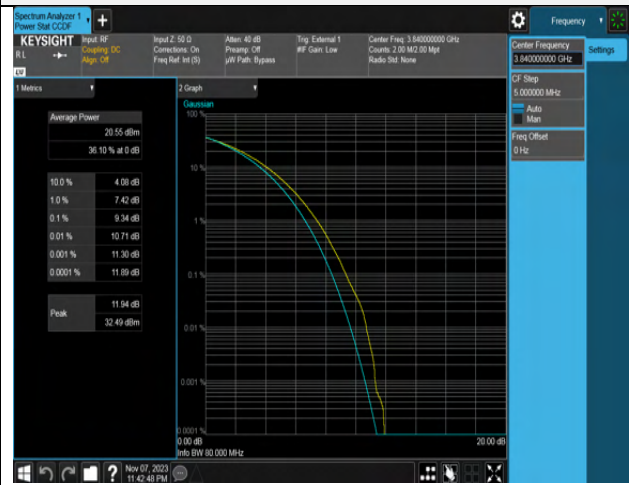 Spectrum Analyzer 1
Power Stat CCDF
Frequency
KEYSIGHT
RL
Input: RF
Coupling: DC
Align: Off
Input Z: 50 Ω
Corrections: On
Freq Ref: Int (S)
Atten: 40 dB
Preamp: Off
µW Path: Bypass
Trig: External 1
#IF Gain: Low
Center Freq: 3.840000000 GHz
Counts: 2.00 M/2.00 Mpt
Radio Std: None
Center Frequency
3.840000000 GHz
Settings
CF Step
5.000000 MHz
Auto
Man
Freq Offset
0 Hz
1 Metrics
Average Power
20.55 dBm
36.10 % at 0 dB
10.0 % 4.08 dB
1.0 % 7.42 dB
0.1 % 9.34 dB
0.01 % 10.71 dB
0.001 % 11.30 dB
0.0001 % 11.89 dB
Peak
11.94 dB
32.49 dBm
2 Graph
Gaussian
100 %
10 %
1 %
0.1 %
0.01 %
0.001 %
0.0001 %
0.00 dB
20.00 dB
Info BW 80.000 MHz
?
Nov 07, 2023
11:42:48 PM